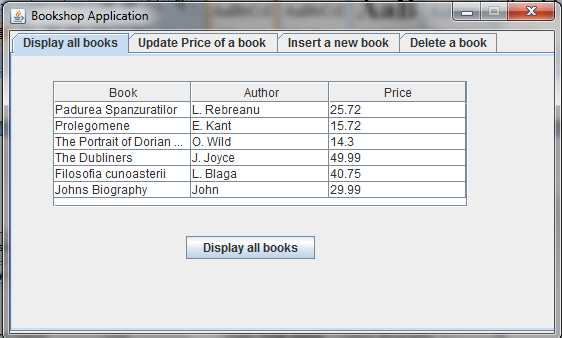 Bookshop Application
Display all books Update Price of a book Insert a new book Delete a book
Book Author Price
Padurea Spanzuratilor L. Rebreanu 25.72
Prolegomene E. Kant 15.72
The Portrait of Dorian ... O. Wild 14.3
The Dubliners J. Joyce 49.99
Filosofia cunoasterii L. Blaga 40.75
Johns Biography John 29.99
Display all books